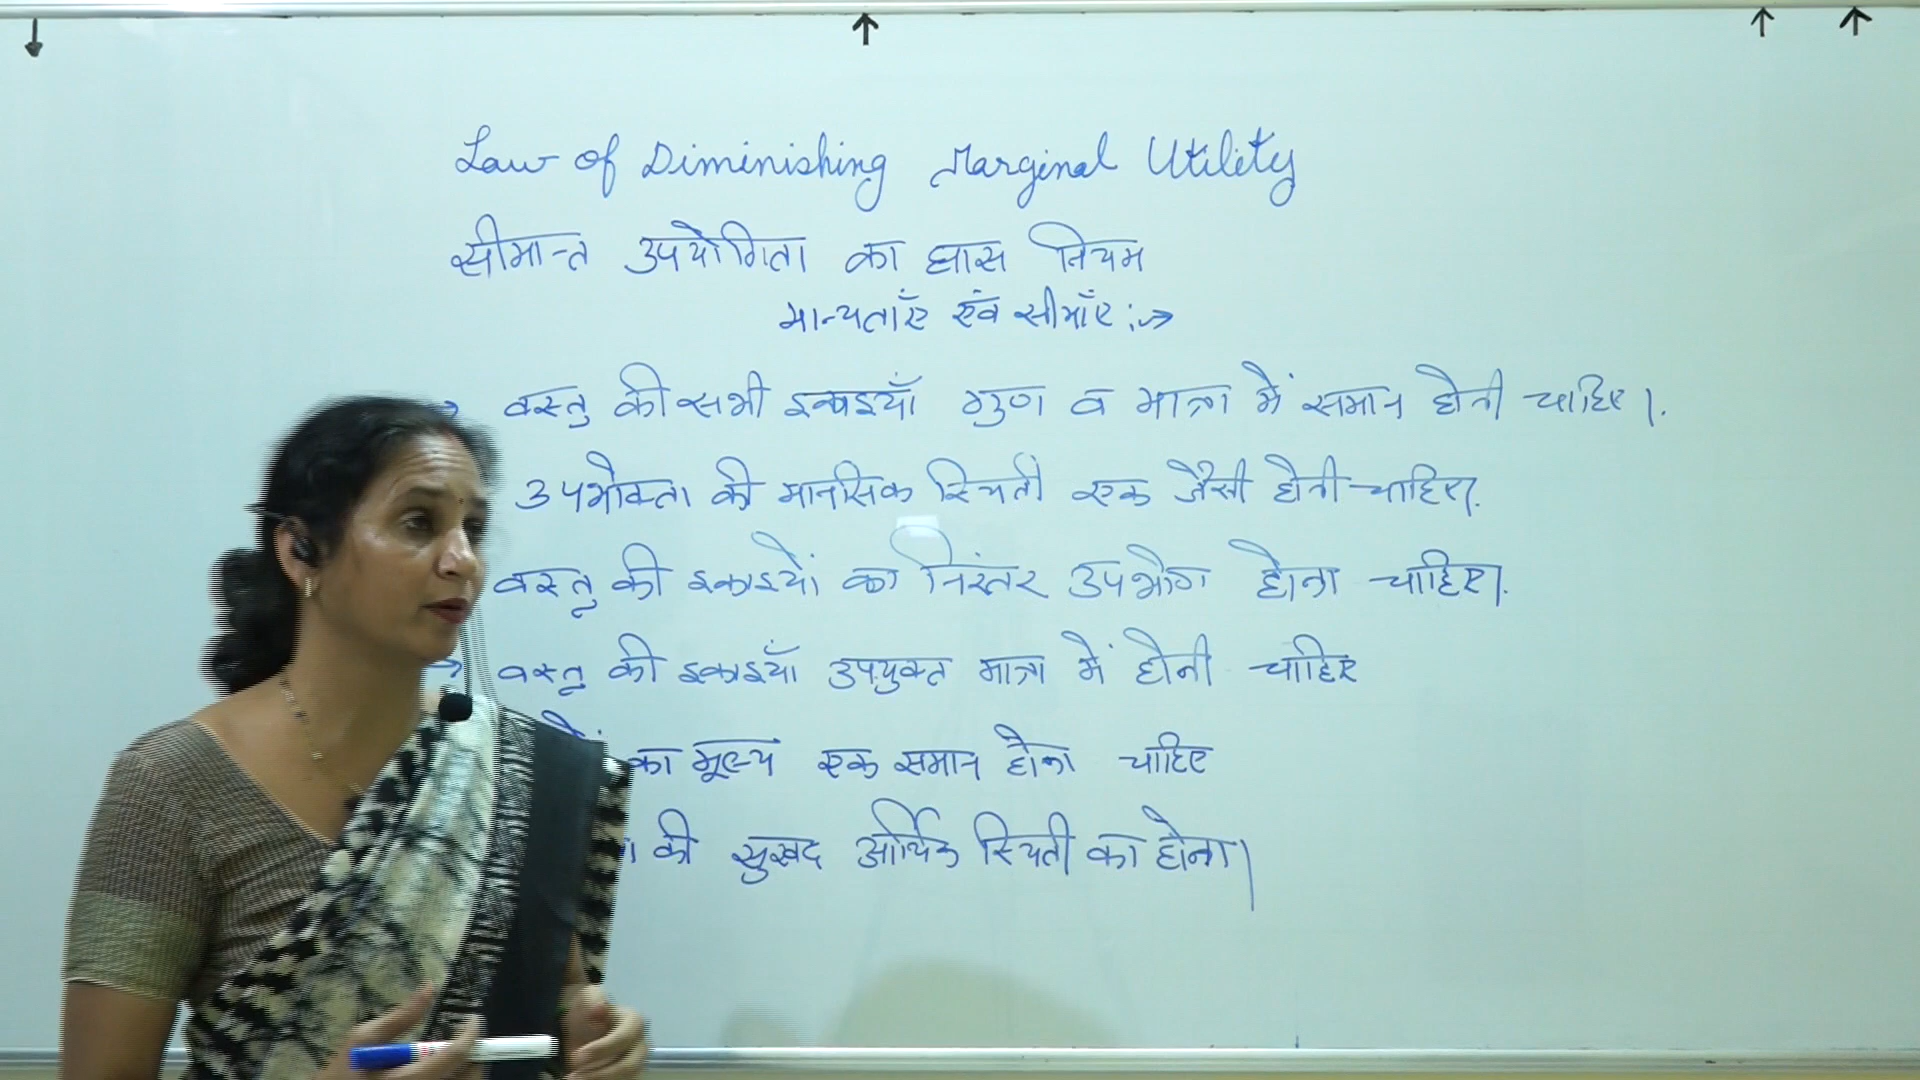 Law of Diminishing Marginal Utility
सीमान्त उपयोगिता का ह्रास नियम
मान्यताएँ एवं सीमाँए :→
→ वस्तु की सभी इकाइयाँ गुण व मात्रा में समान होनी चाहिए।
उपभोक्ता की मानसिक स्थिती एक जैसी होनी चाहिए।
वस्तु की इकाइयों का निरंतर उपभोग होना चाहिए।
→ वस्तु की इकाइयाँ उपयुक्त मात्रा में होनी चाहिए
का मूल्य एक समान होना चाहिए
की सुखद आर्थिक स्थिती का होना।